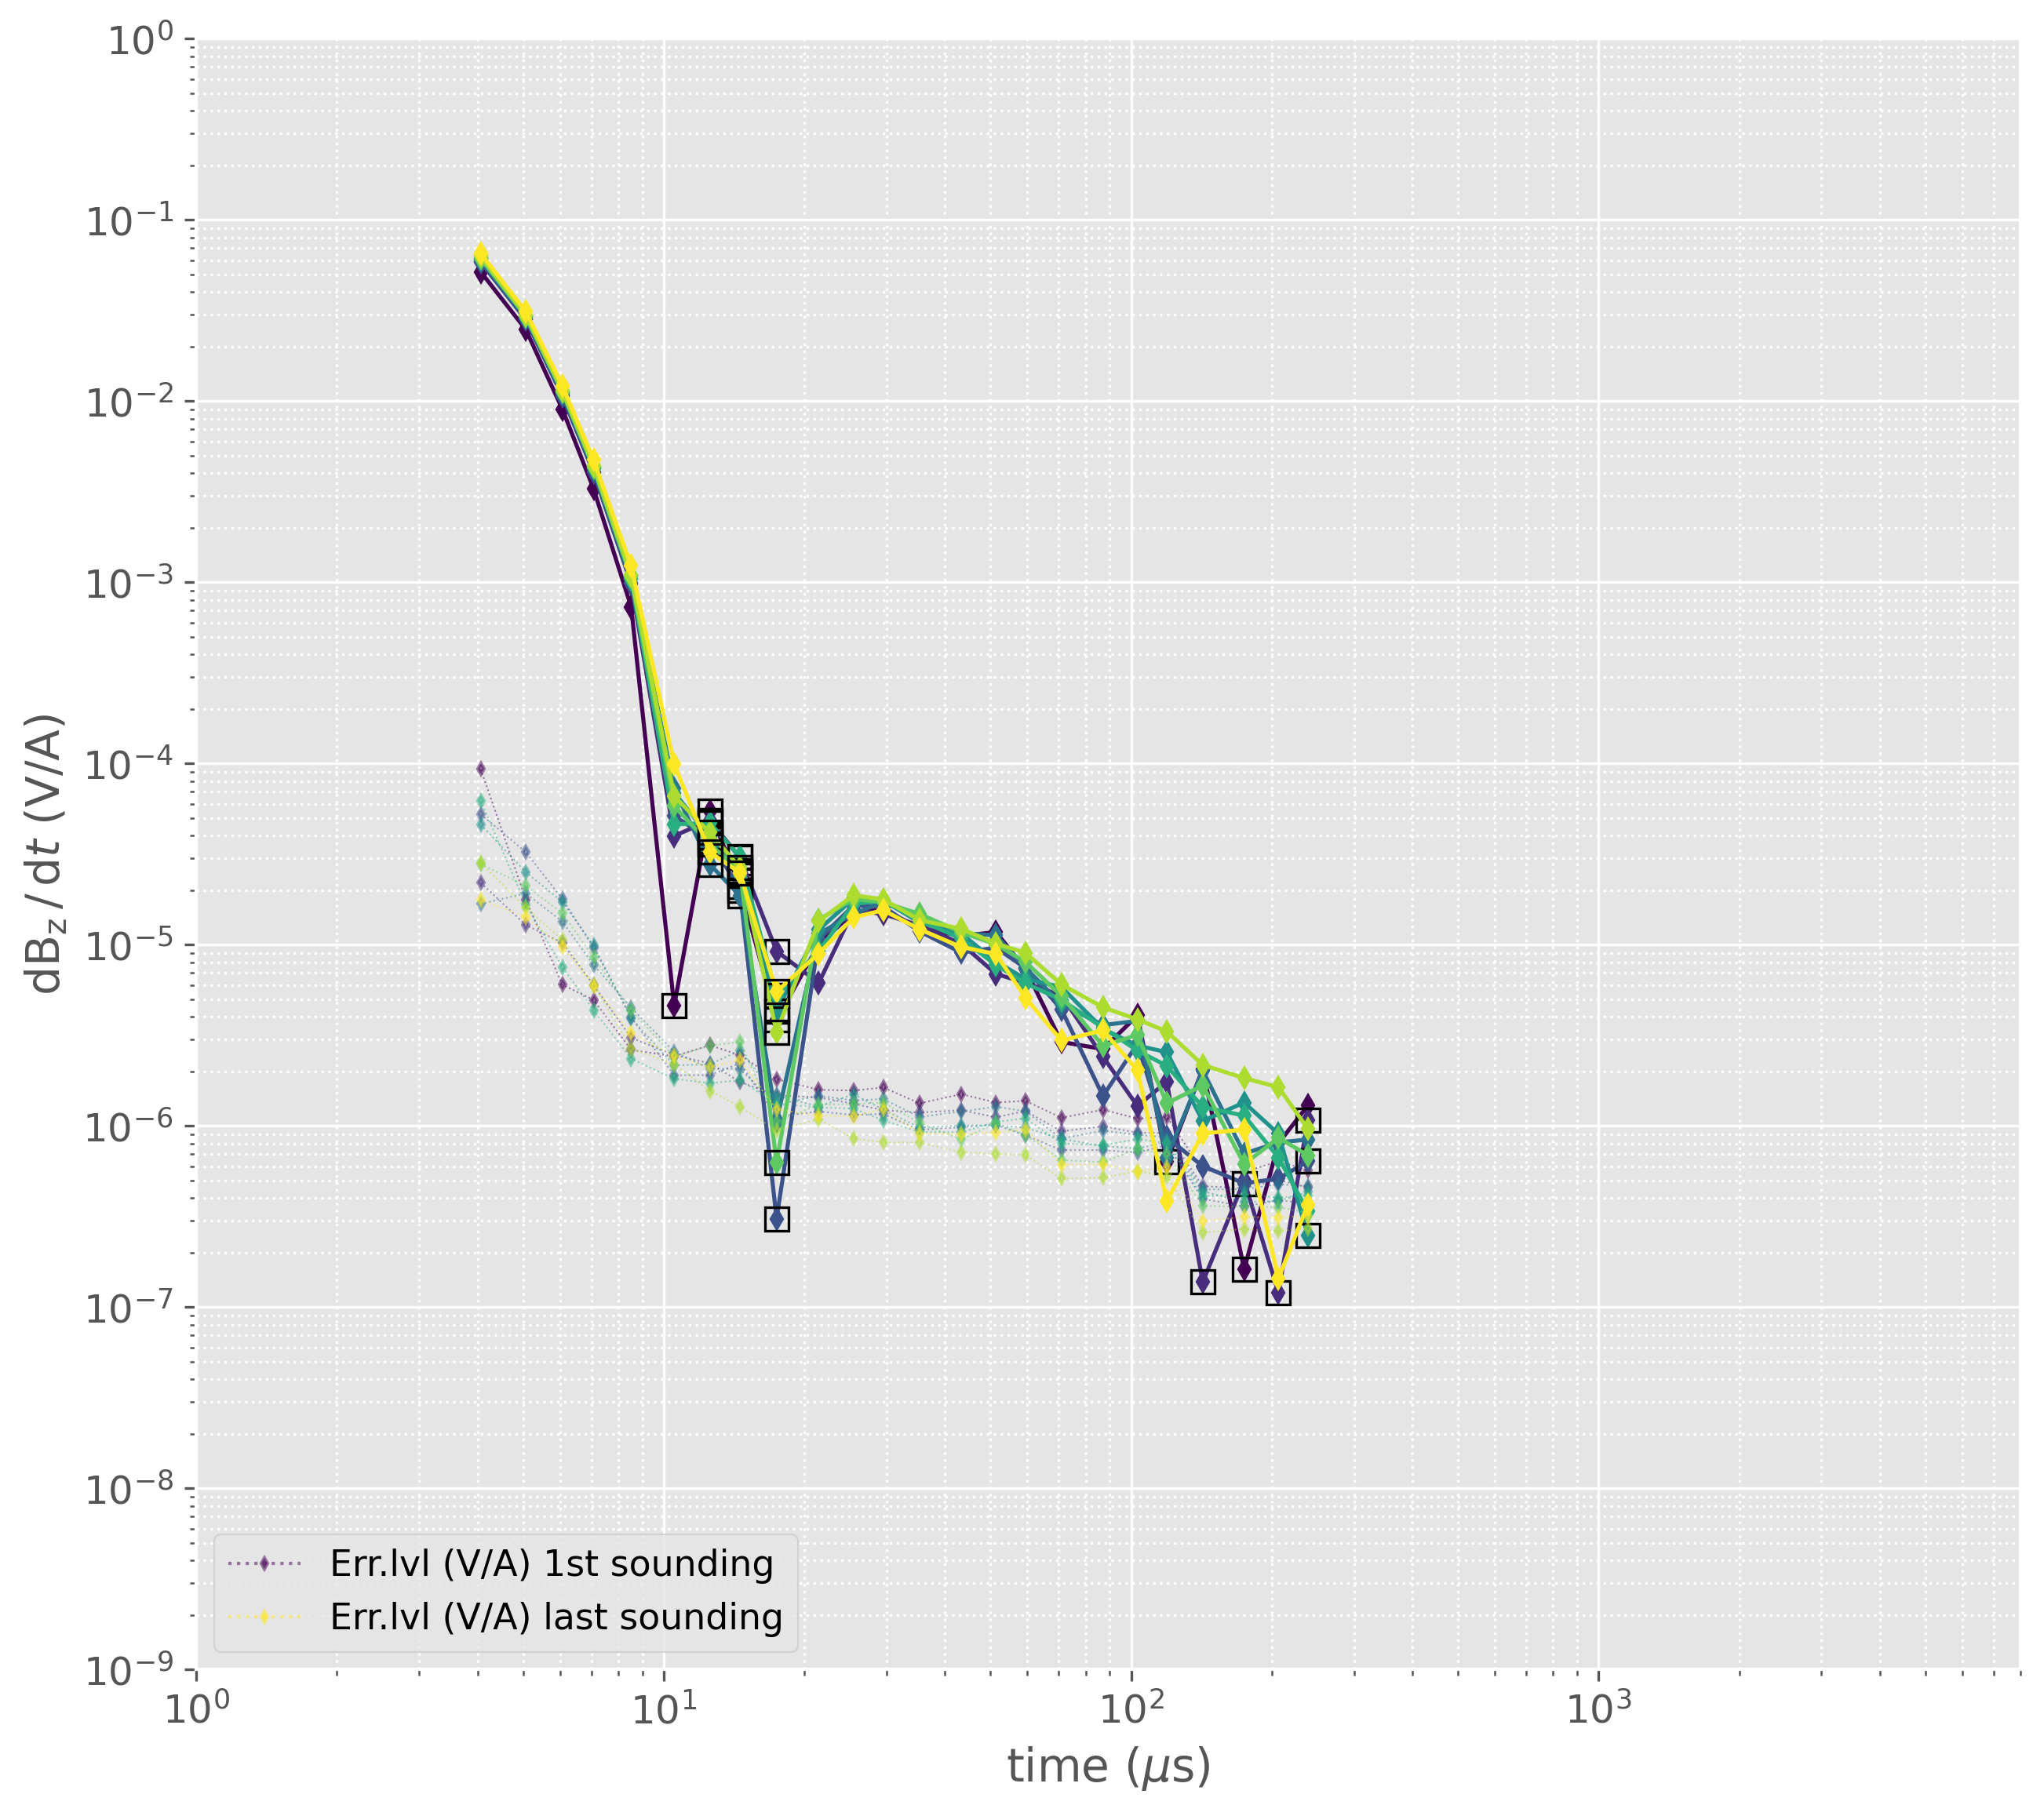 10⁰
10⁻¹
10⁻²
10⁻³
10⁻⁴
10⁻⁵
10⁻⁶
10⁻⁷
10⁻⁸
10⁻⁹
dB_z / dt (V/A)
Err.lvl (V/A) 1st sounding
Err.lvl (V/A) last sounding
10⁰ 10¹ 10² 10³
time (μs)